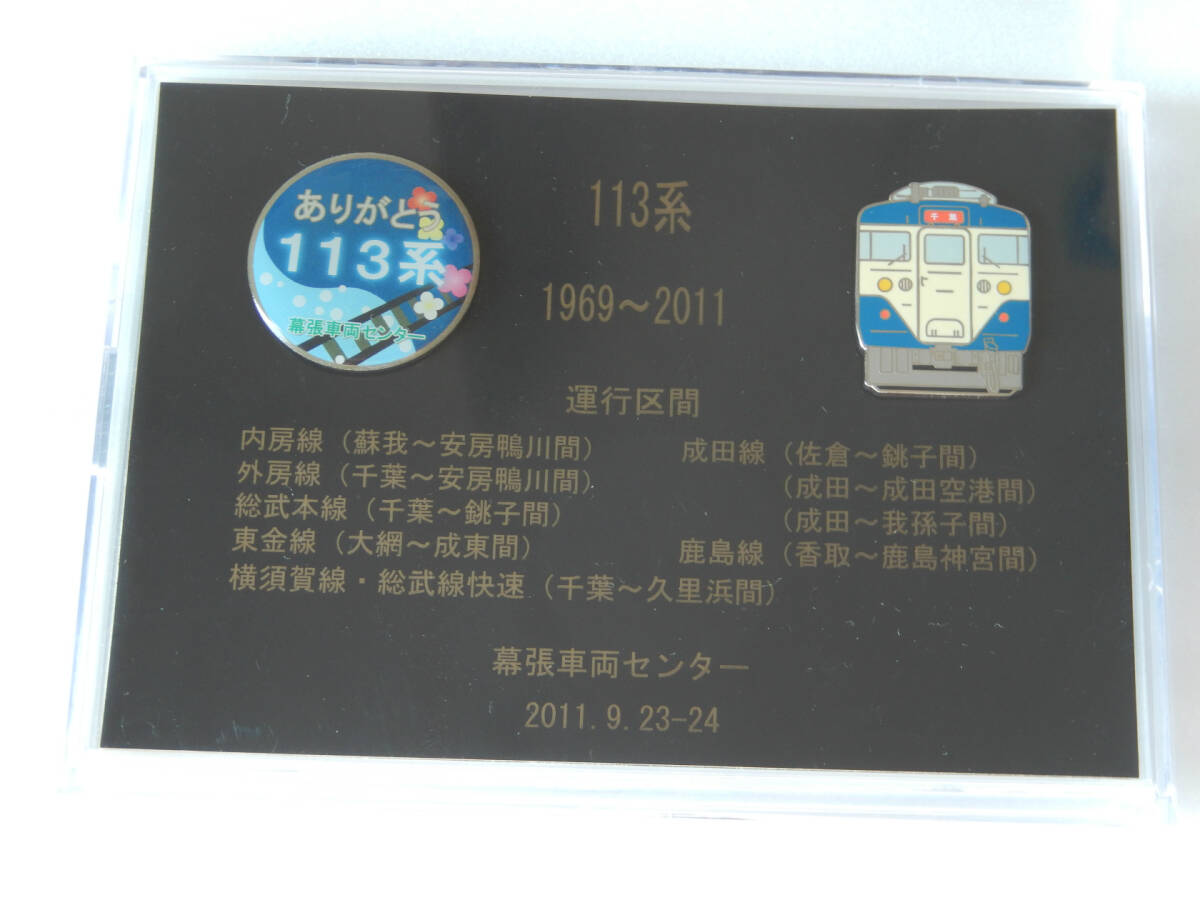 ありがとう
113系
幕張車両センター
113系
千葉
1969～2011
運行区間
内房線（蘇我～安房鴨川間）
外房線（千葉～安房鴨川間）
総武本線（千葉～銚子間）
東金線（大網～成東間）
横須賀線・総武線快速（千葉～久里浜間）
成田線（佐倉～銚子間）
（成田～成田空港間）
（成田～我孫子間）
鹿島線（香取～鹿島神宮間）
幕張車両センター
2011.9.23-24